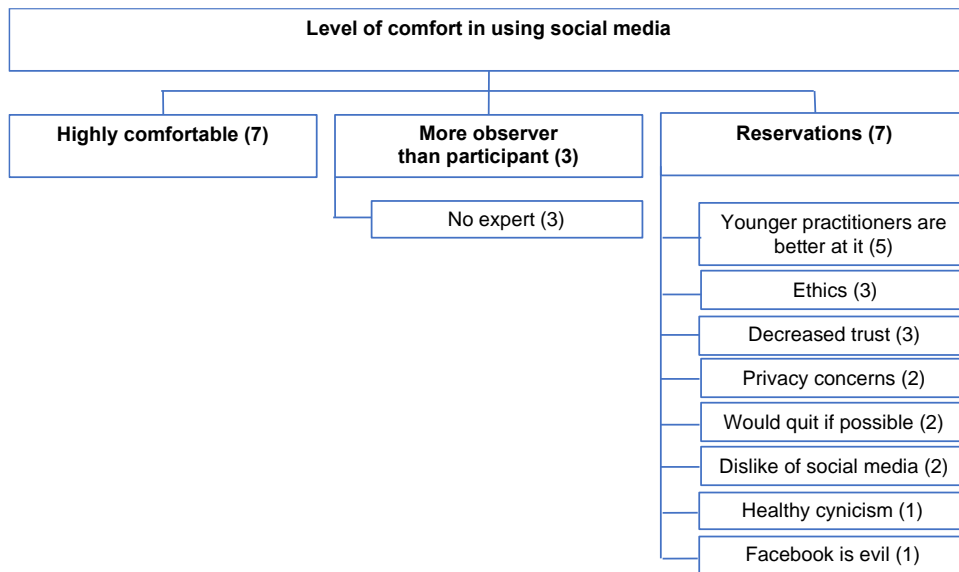 Level of comfort in using social media
Highly comfortable (7)
More observer
than participant (3)
No expert (3)
Reservations (7)
Younger practitioners are
better at it (5)
Ethics (3)
Decreased trust (3)
Privacy concerns (2)
Would quit if possible (2)
Dislike of social media (2)
Healthy cynicism (1)
Facebook is evil (1)